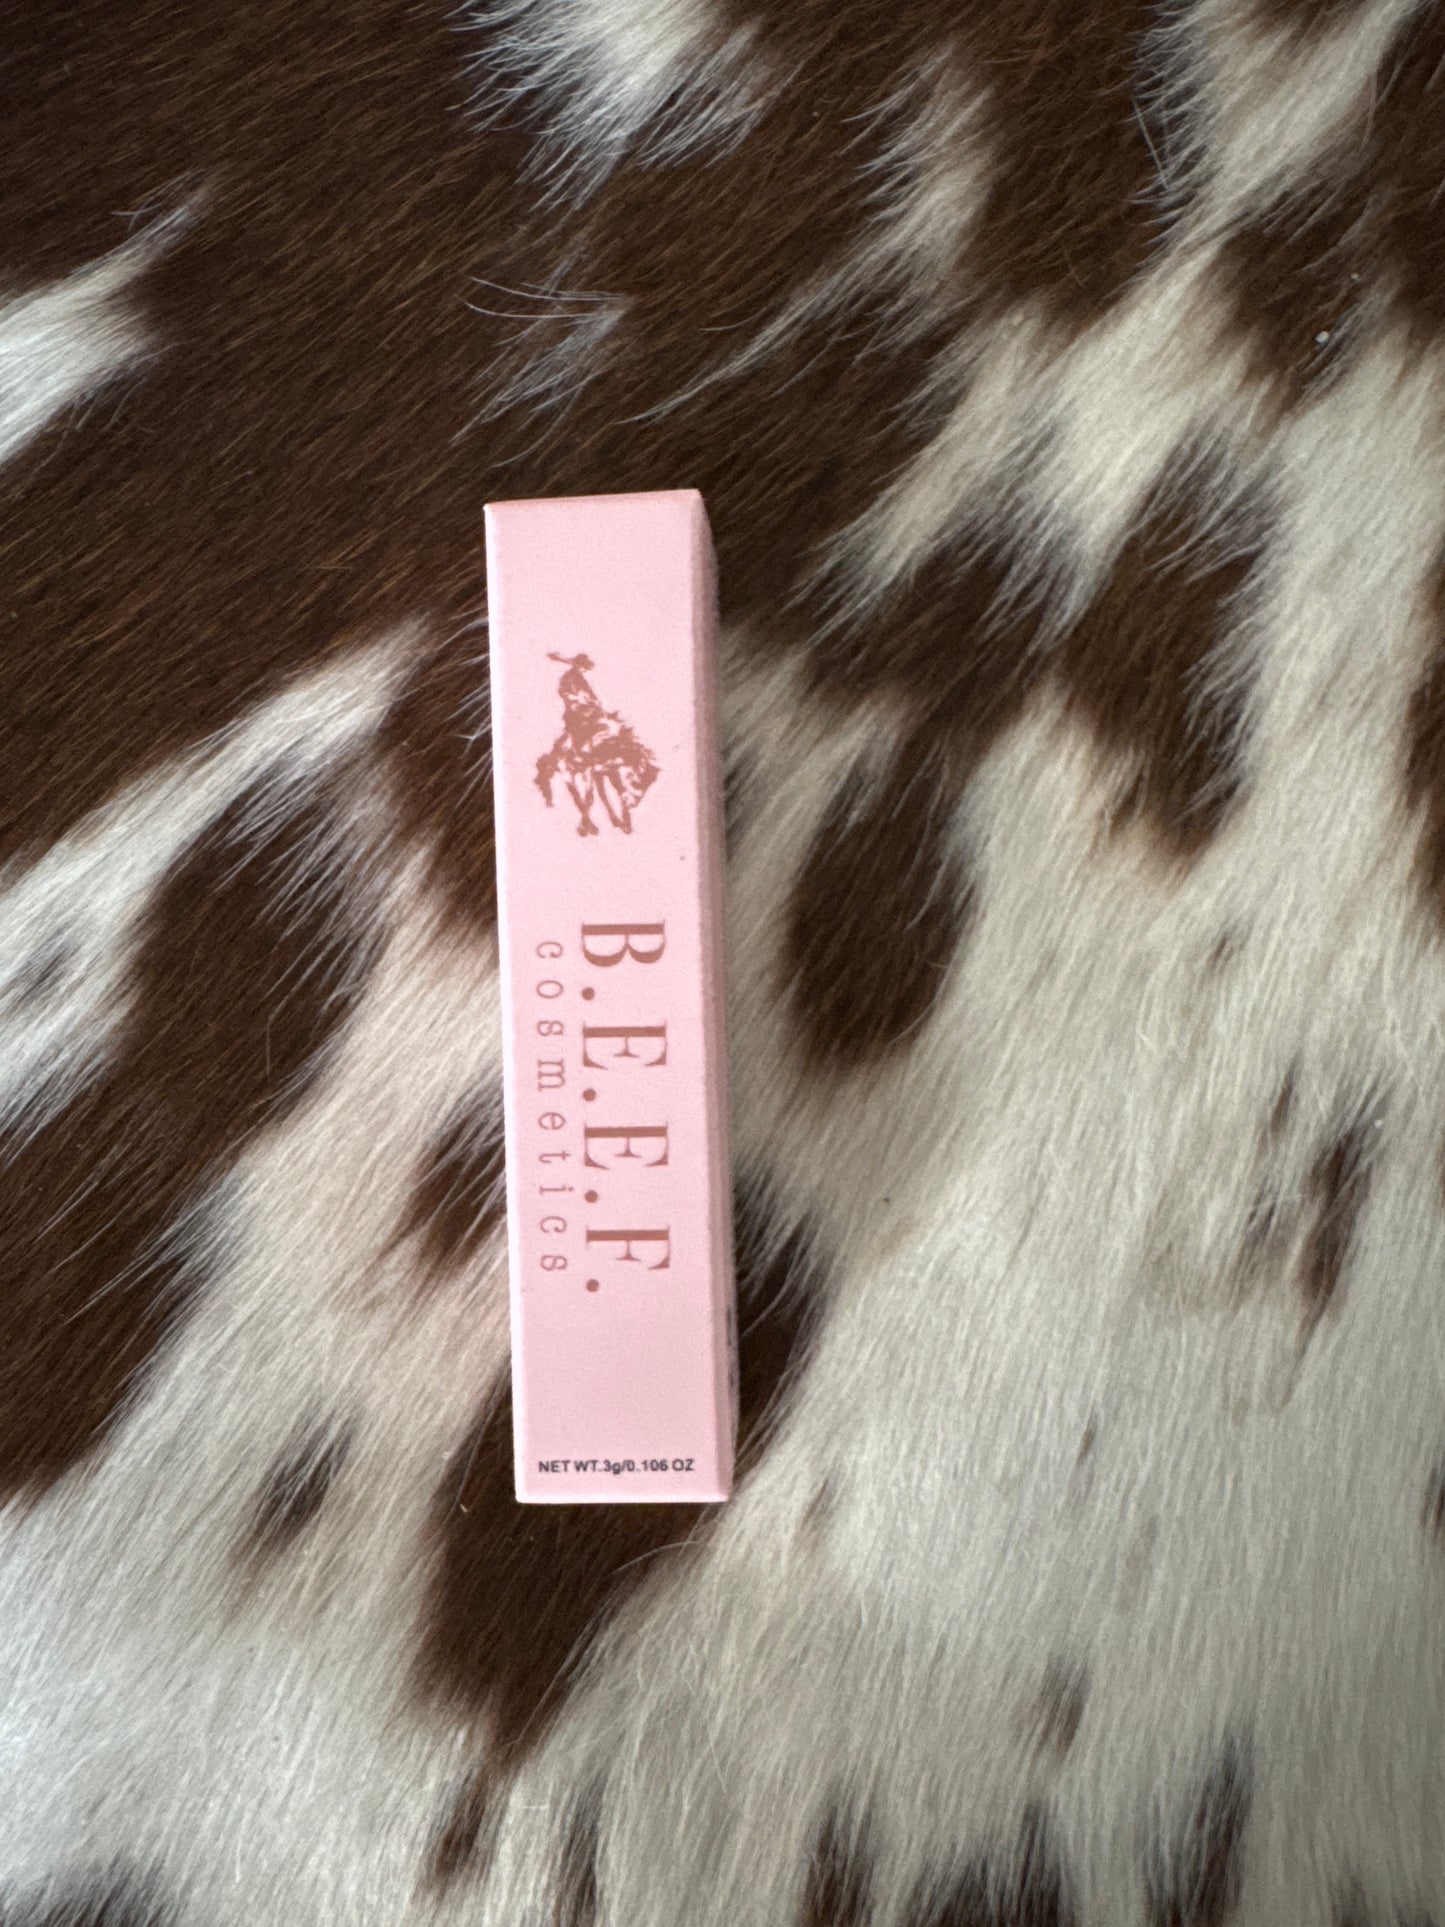 B.E.E.F.
cosmetics
NET WT.3g/0.106 OZ